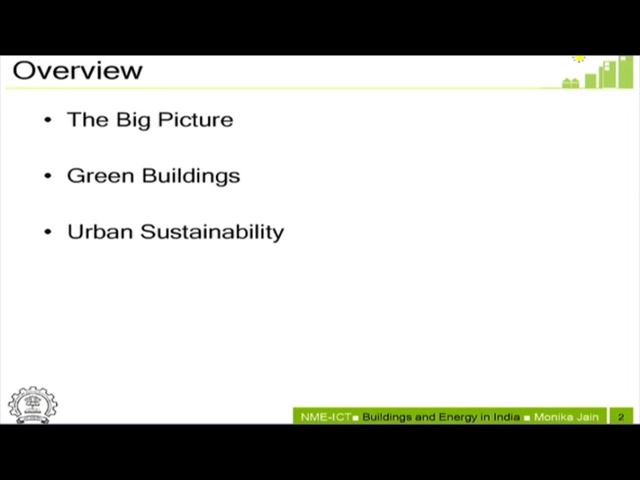 Overview
• The Big Picture
• Green Buildings
• Urban Sustainability
NME-ICT ■ Buildings and Energy in India ■ Monika Jain 2